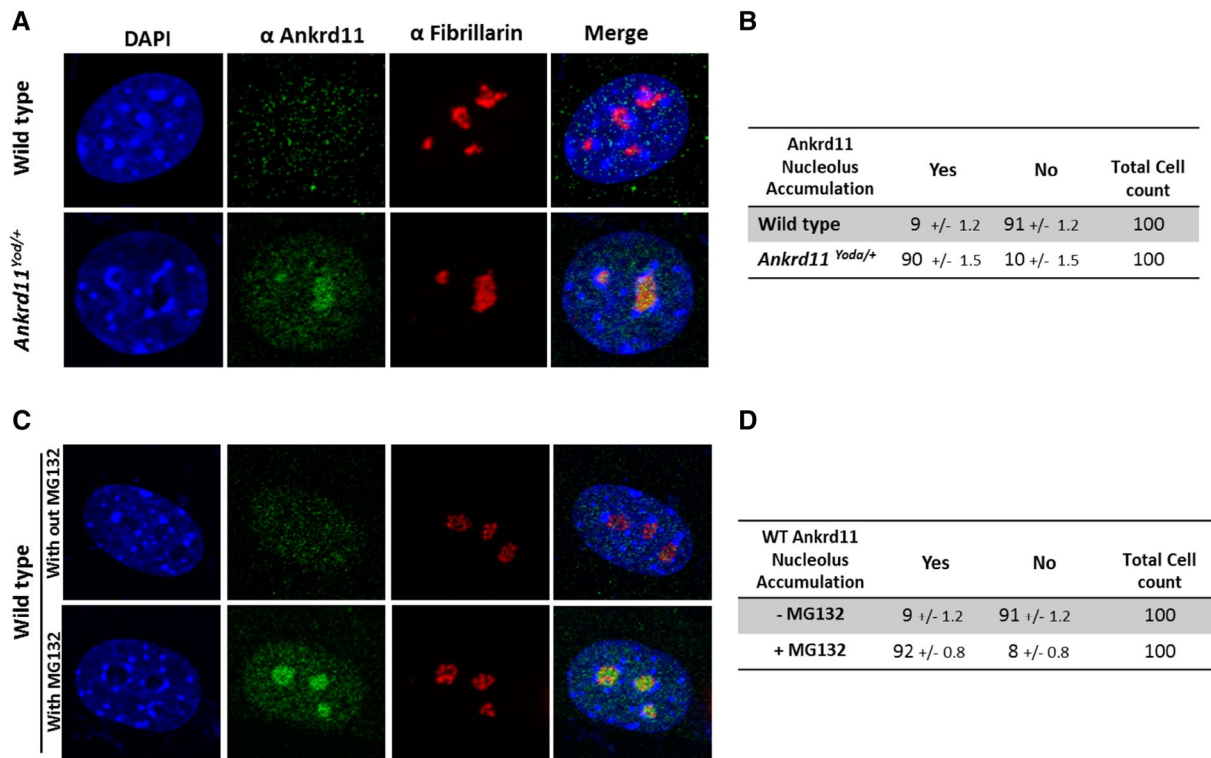 A
DAPI
α Ankrd11
α Fibrillarin
Merge
Wild type
Ankrd11 Yod/+
B
Ankrd11 Nucleolus Accumulation Yes No Total Cell count
Wild type 9 +/- 1.2 91 +/- 1.2 100
Ankrd11 Yoda/+ 90 +/- 1.5 10 +/- 1.5 100
C
Wild type
With out MG132
With MG132
D
WT Ankrd11 Nucleolus Accumulation Yes No Total Cell count
- MG132 9 +/- 1.2 91 +/- 1.2 100
+ MG132 92 +/- 0.8 8 +/- 0.8 100